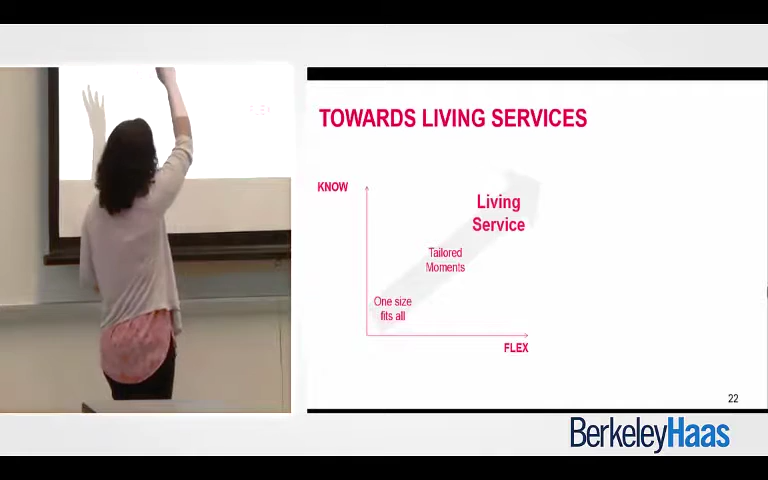 TOWARDS LIVING SERVICES
KNOW
Living
Service
Tailored
Moments
One size
fits all
FLEX
22
BerkeleyHaas